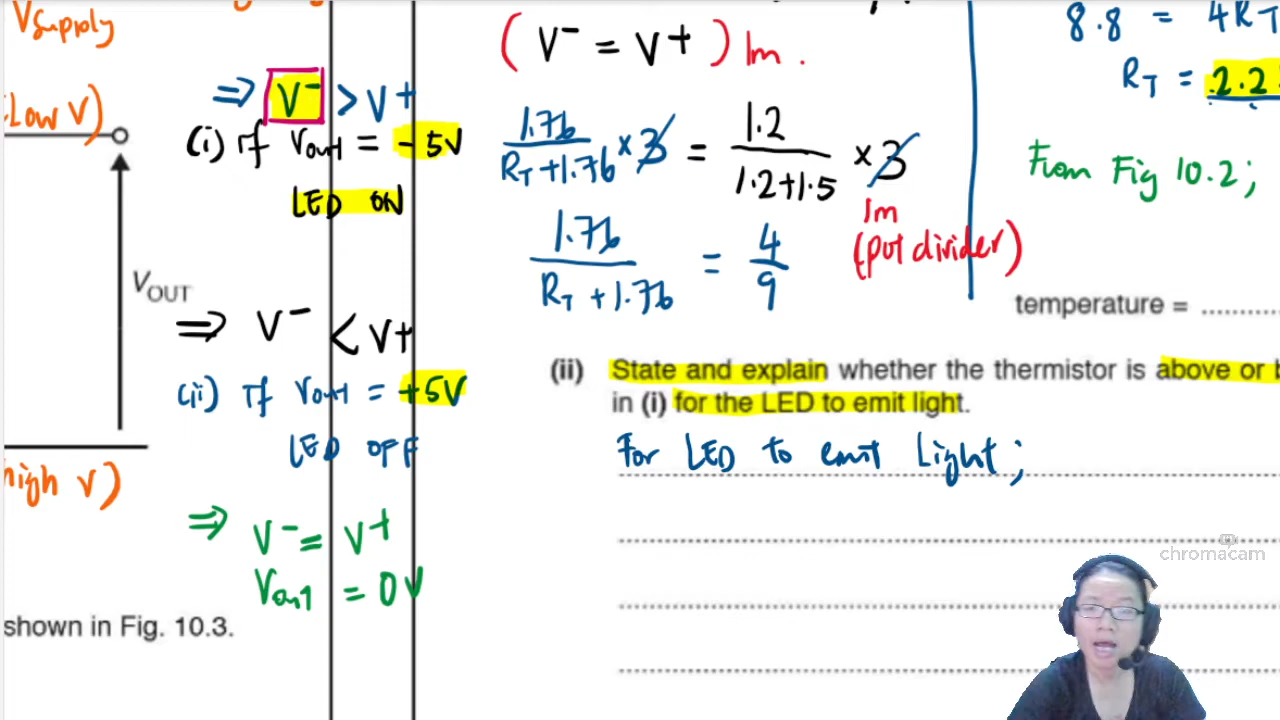 Vsupply
(Low V)
⇒ V⁻ > V+
(i) If Vout = -5V
LED ON
VOUT
⇒ V⁻ < V+
(ii) If Vout = +5V
LED OFF
high V)
⇒ V⁻ = V+
Vout = 0V
shown in Fig. 10.3.
(V⁻ = V+) 1m.
1.76 / (RT + 1.76) × 3 = 1.2 / (1.2+1.5) × 3
1m
(pot divider)
1.76 / (RT + 1.76) = 4/9
8.8 = 4RT
RT = 2.2
From Fig 10.2;
temperature = ...........
(ii) State and explain whether the thermistor is above or b
in (i) for the LED to emit light.
For LED to emit Light;
chromacam